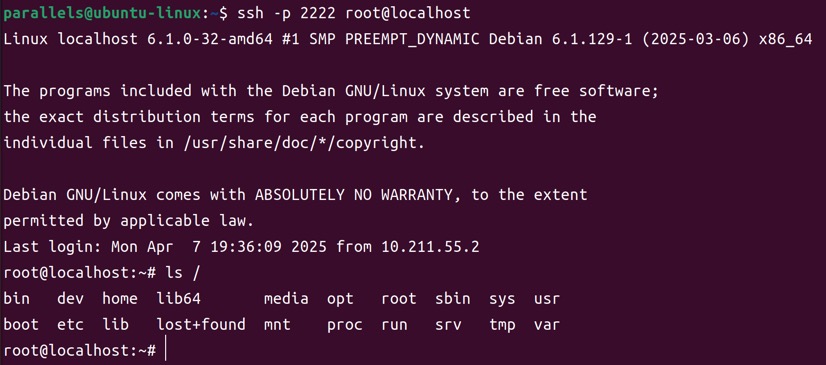 parallels@ubuntu-linux:~$ ssh -p 2222 root@localhost
Linux localhost 6.1.0-32-amd64 #1 SMP PREEMPT_DYNAMIC Debian 6.1.129-1 (2025-03-06) x86_64

The programs included with the Debian GNU/Linux system are free software;
the exact distribution terms for each program are described in the
individual files in /usr/share/doc/*/copyright.

Debian GNU/Linux comes with ABSOLUTELY NO WARRANTY, to the extent
permitted by applicable law.
Last login: Mon Apr  7 19:36:09 2025 from 10.211.55.2
root@localhost:~# ls /
bin   dev  home  lib64       media  opt   root  sbin  sys  usr
boot  etc  lib   lost+found  mnt    proc  run   srv   tmp  var
root@localhost:~#